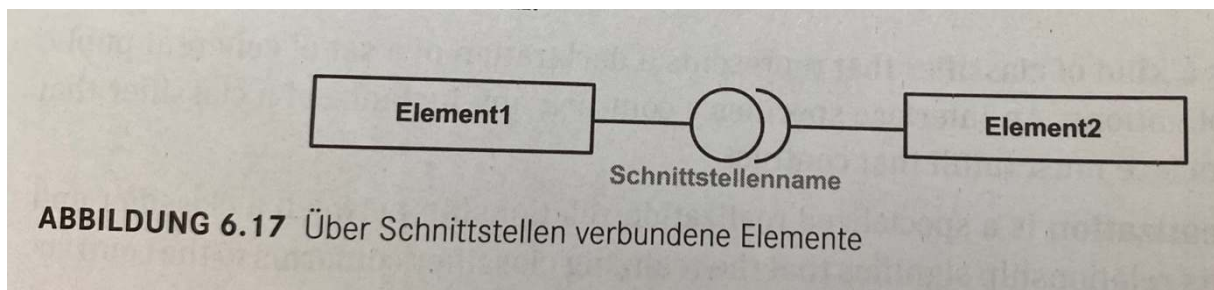 Element1
Element2
Schnittstellenname
ABBILDUNG 6.17 Über Schnittstellen verbundene Elemente